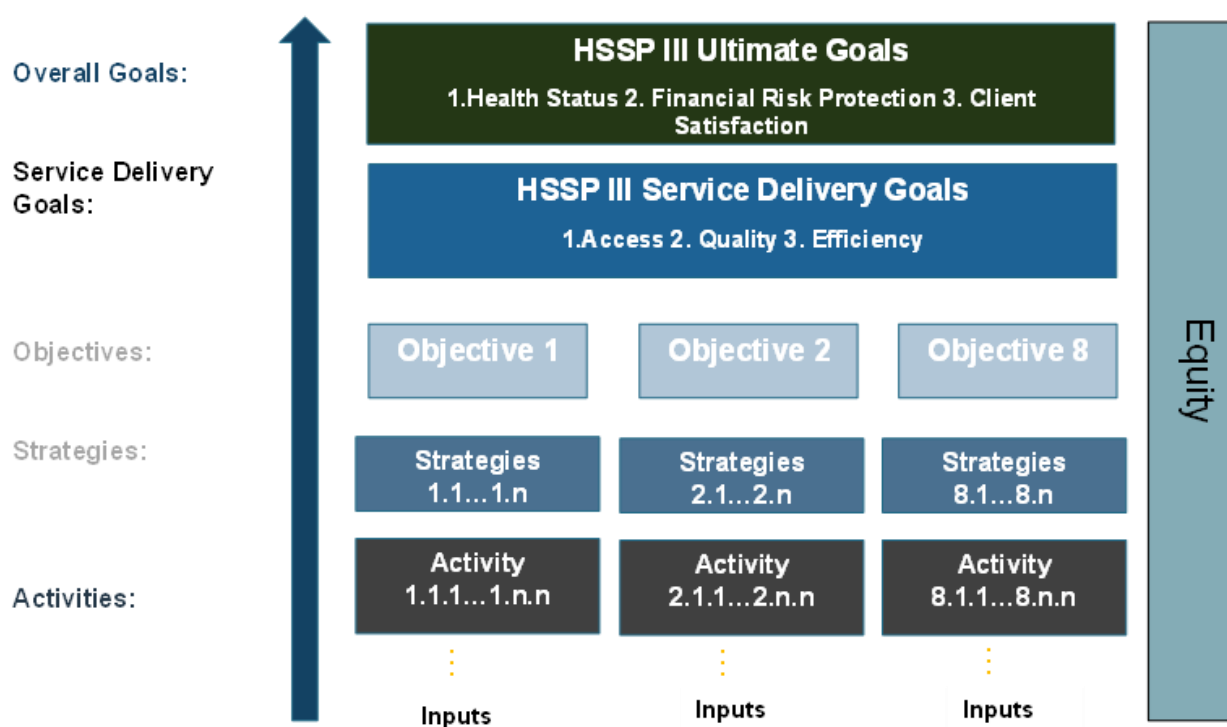 Overall Goals:
HSSP III Ultimate Goals
1.Health Status 2. Financial Risk Protection 3. Client
Satisfaction
Service Delivery
Goals:
HSSP III Service Delivery Goals
1.Access 2. Quality 3. Efficiency
Objectives:
Objective 1
Objective 2
Objective 8
Strategies:
Strategies
1.1...1.n
Strategies
2.1...2.n
Strategies
8.1...8.n
Activities:
Activity
1.1.1...1.n.n
Activity
2.1.1...2.n.n
Activity
8.1.1...8.n.n
Inputs
Inputs
Inputs
Equity